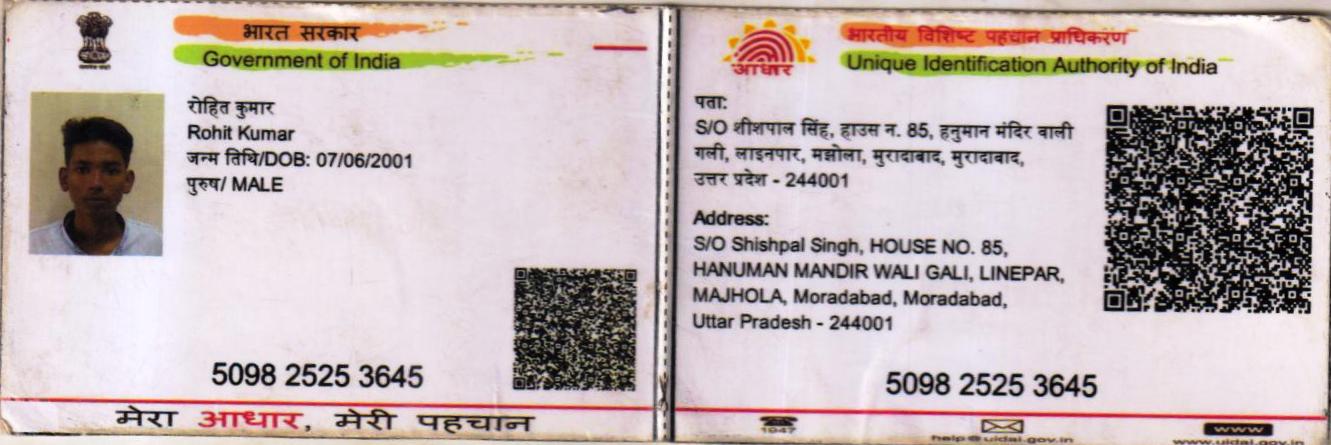 भारत सरकार
Government of India
रोहित कुमार
Rohit Kumar
जन्म तिथि/DOB: 07/06/2001
पुरुष/ MALE
5098 2525 3645
मेरा आधार, मेरी पहचान
आधार
भारतीय विशिष्ट पहचान प्राधिकरण
Unique Identification Authority of India
पता:
S/O शीशपाल सिंह, हाउस न. 85, हनुमान मंदिर वाली
गली, लाइनपार, मझोला, मुरादाबाद, मुरादाबाद,
उत्तर प्रदेश - 244001
Address:
S/O Shishpal Singh, HOUSE NO. 85,
HANUMAN MANDIR WALI GALI, LINEPAR,
MAJHOLA, Moradabad, Moradabad,
Uttar Pradesh - 244001
5098 2525 3645
1947
help@uidai.gov.in
www
www.uidai.gov.in